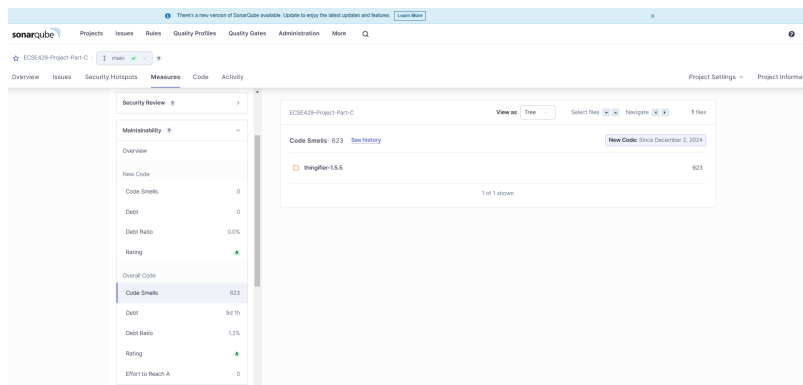 There's a new version of SonarQube available. Update to enjoy the latest updates and features. Learn More
sonarqube Projects Issues Rules Quality Profiles Quality Gates Administration More
ECSE429-Project-Part-C / main
Overview Issues Security Hotspots Measures Code Activity Project Settings Project Informat
Security Review
Maintainability
Overview
New Code
Code Smells 0
Debt 0
Debt Ratio 0.0%
Rating A
Overall Code
Code Smells 623
Debt 9d 1h
Debt Ratio 1.2%
Rating A
Effort to Reach A 0
ECSE429-Project-Part-C View as Tree Select files Navigate 1 files
Code Smells 623 See history New Code: Since December 2, 2024
thingifier-1.5.5 623
1 of 1 shown